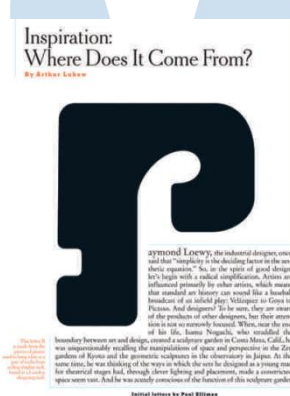 Inspiration:
Where Does It Come From?
By Arthur Lubow
aymond Loewy, the industrial designer, once
said that "simplicity is the deciding factor in the aes-
thetic equation." So, in the spirit of good design
let's begin with a radical simplification. Artists are
influenced primarily by other artists, which means
that standard art history can sound like a baseball
broadcast of an infield play: Velázquez to Goya to
Picasso. And designers? To be sure, they are aware
of the products of other designers, but their atten-
tion is not so narrowly focused. When, near the end
of his life, Isamu Noguchi, who straddled the
boundary between art and design, created a sculpture garden in Costa Mesa, Calif., he
was unquestionably recalling the manipulations of space and perspective in the Zen
gardens of Kyoto and the geometric sculptures in the observatory in Jaipur. At the
same time, he was thinking of the ways in which the sets he designed as a young man
for theatrical stages had, through clever lighting and placement, made a constricted
space seem vast. And he was acutely conscious of the function of this sculpture garden
Initial letters by Paul Elliman